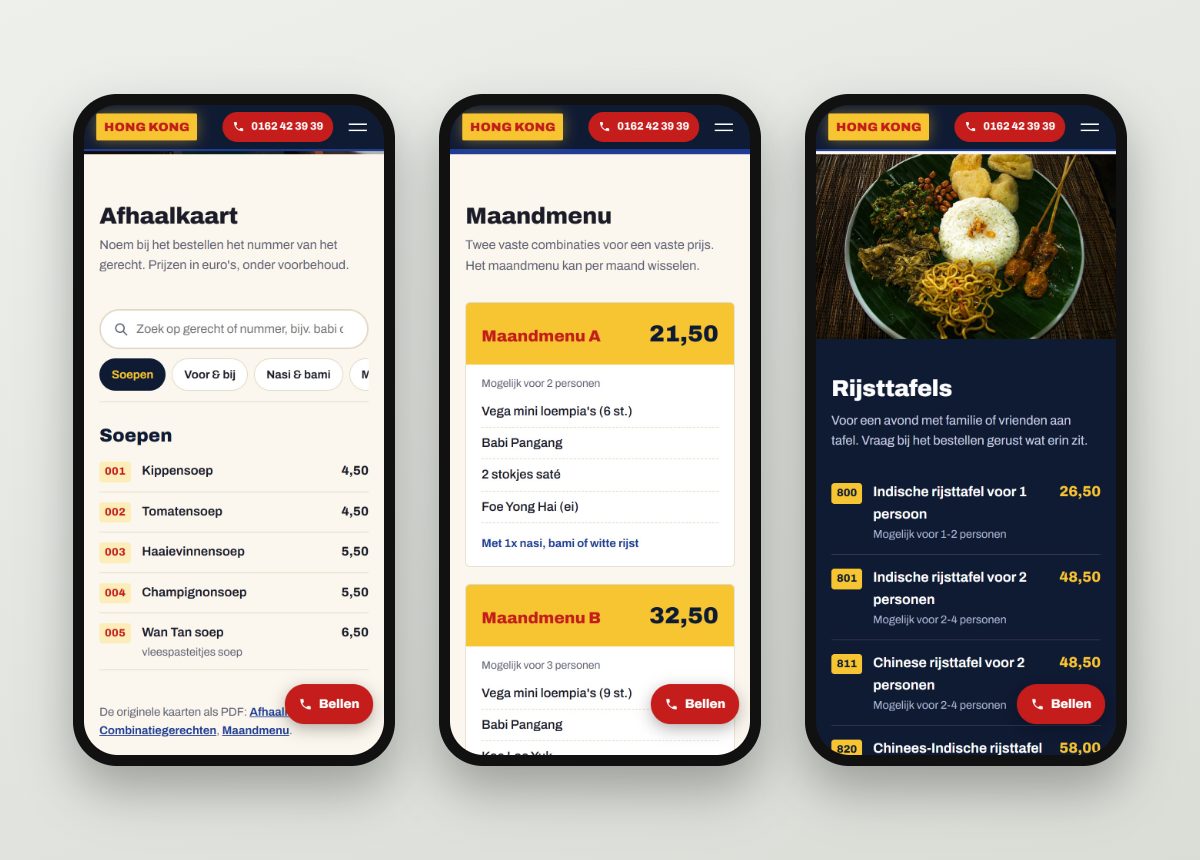 HONG KONG
0162 42 39 39
Afhaalkaart
Noem bij het bestellen het nummer van het
gerecht. Prijzen in euro's, onder voorbehoud.
Zoek op gerecht of nummer, bijv. babi
Soepen
Voor & bij
Nasi & bami
M
Soepen
001 Kippensoep 4,50
002 Tomatensoep 4,50
003 Haaievinnensoep 5,50
004 Champignonsoep 5,50
005 Wan Tan soep 6,50
vleespasteitjes soep
De originele kaarten als PDF: Afhaal
Combinatiegerechten, Maandmenu.
Bellen
HONG KONG
0162 42 39 39
Maandmenu
Twee vaste combinaties voor een vaste prijs.
Het maandmenu kan per maand wisselen.
Maandmenu A 21,50
Mogelijk voor 2 personen
Vega mini loempia's (6 st.)
Babi Pangang
2 stokjes saté
Foe Yong Hai (ei)
Met 1x nasi, bami of witte rijst
Maandmenu B 32,50
Mogelijk voor 3 personen
Vega mini loempia's (9 st.)
Babi Pangang
Bellen
HONG KONG
0162 42 39 39
Rijsttafels
Voor een avond met familie of vrienden aan
tafel. Vraag bij het bestellen gerust wat erin zit.
800 Indische rijsttafel voor 1 26,50
persoon
Mogelijk voor 1-2 personen
801 Indische rijsttafel voor 2 48,50
personen
Mogelijk voor 2-4 personen
811 Chinese rijsttafel voor 2 48,50
personen
Mogelijk voor 2-4 personen
Bellen
820 Chinees-Indische rijsttafel 58,00